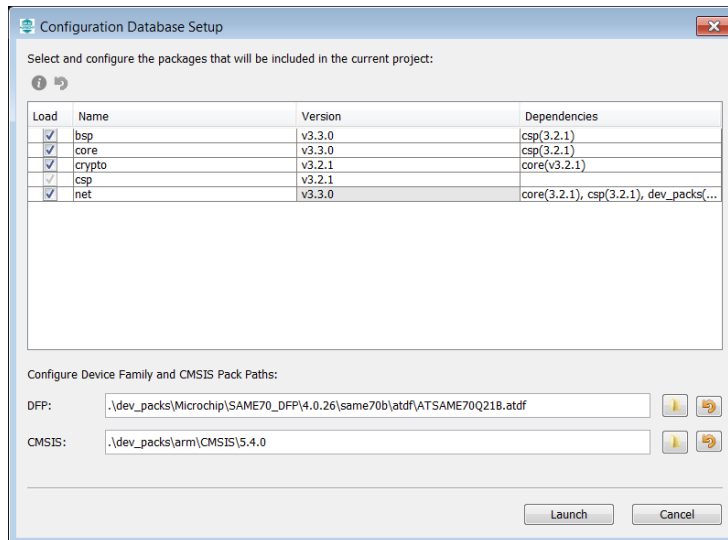 Configuration Database Setup
Select and configure the packages that will be included in the current project:
Load Name Version Dependencies
bsp v3.3.0 csp(3.2.1)
core v3.3.0 csp(3.2.1)
crypto v3.2.1 core(v3.2.1)
csp v3.2.1
net v3.3.0 core(3.2.1), csp(3.2.1), dev_packs(...
Configure Device Family and CMSIS Pack Paths:
DFP: .\dev_packs\Microchip\SAME70_DFP\4.0.26\same70b\atdf\ATSAME70Q21B.atdf
CMSIS: .\dev_packs\arm\CMSIS\5.4.0
Launch Cancel